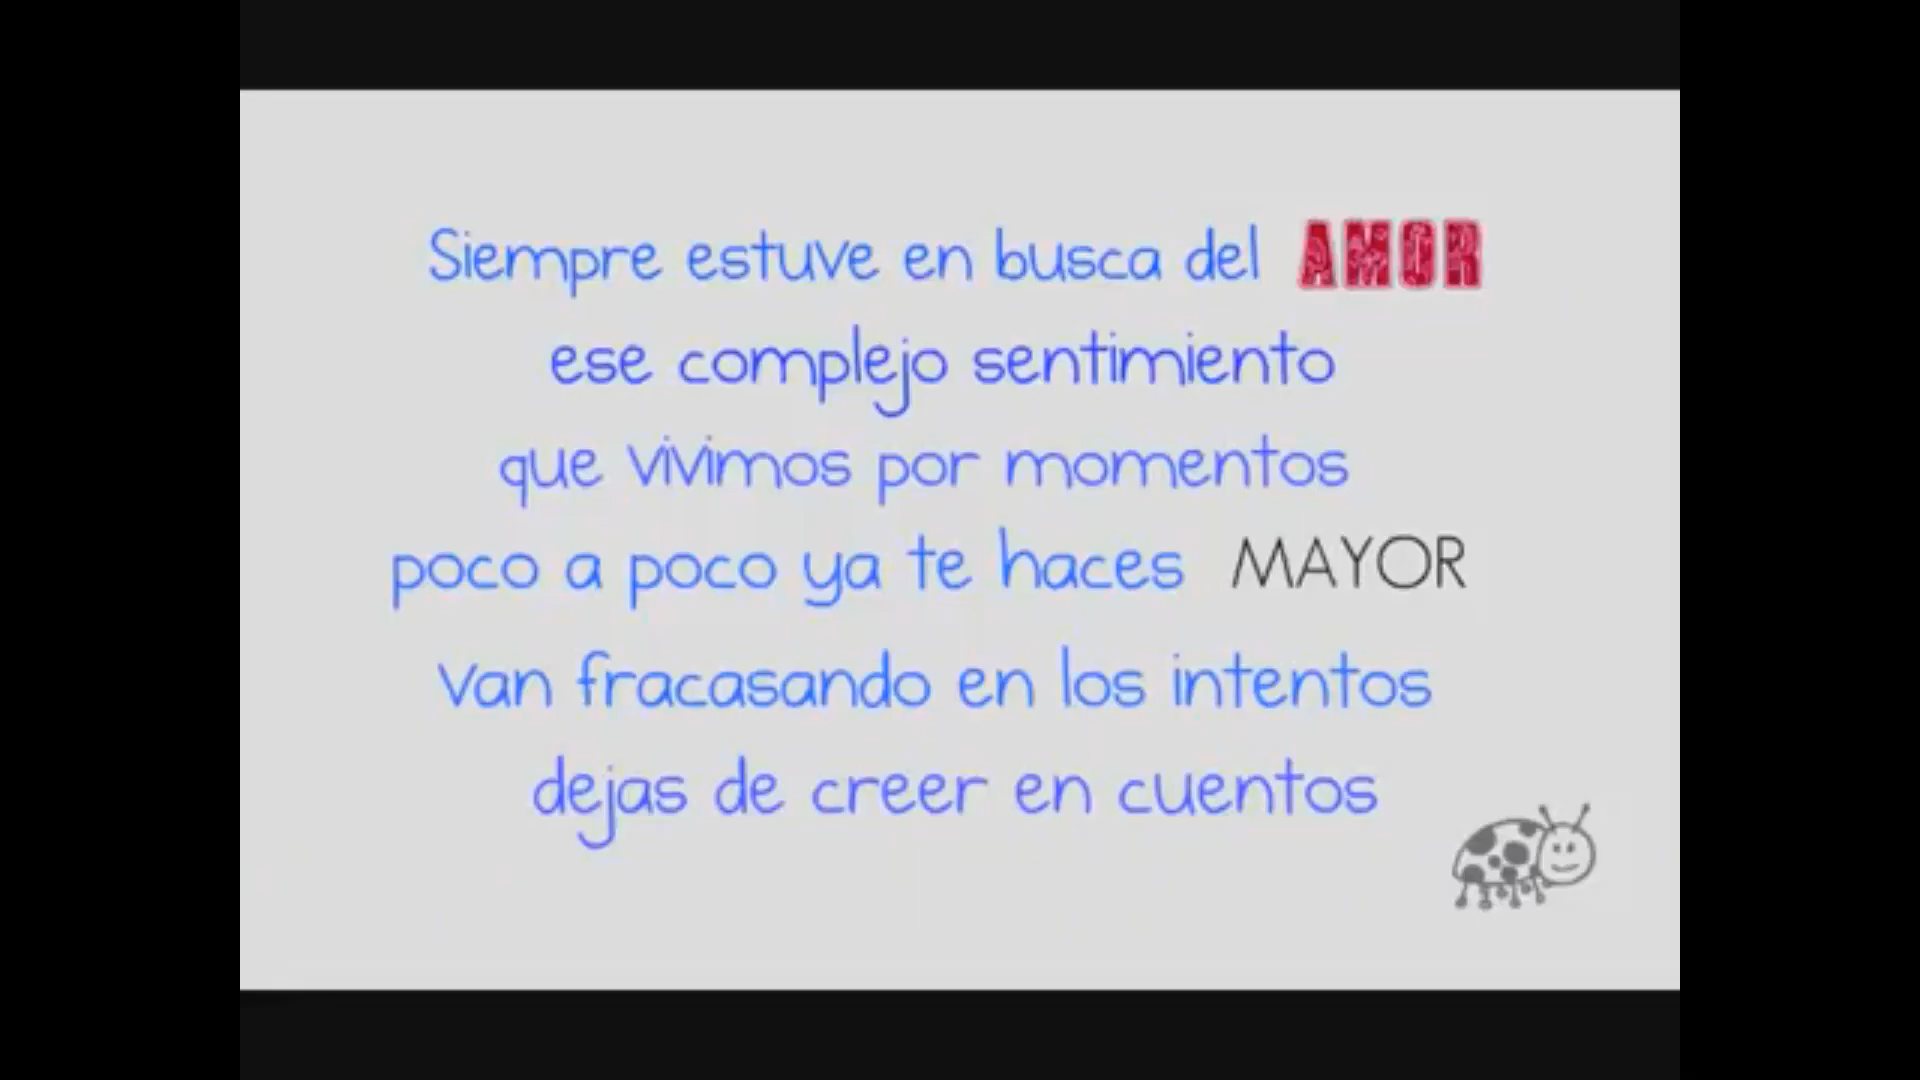 Siempre estuve en busca del AMOR
ese complejo sentimiento
que vivimos por momentos
poco a poco ya te haces MAYOR
Van fracasando en los intentos
dejas de creer en cuentos